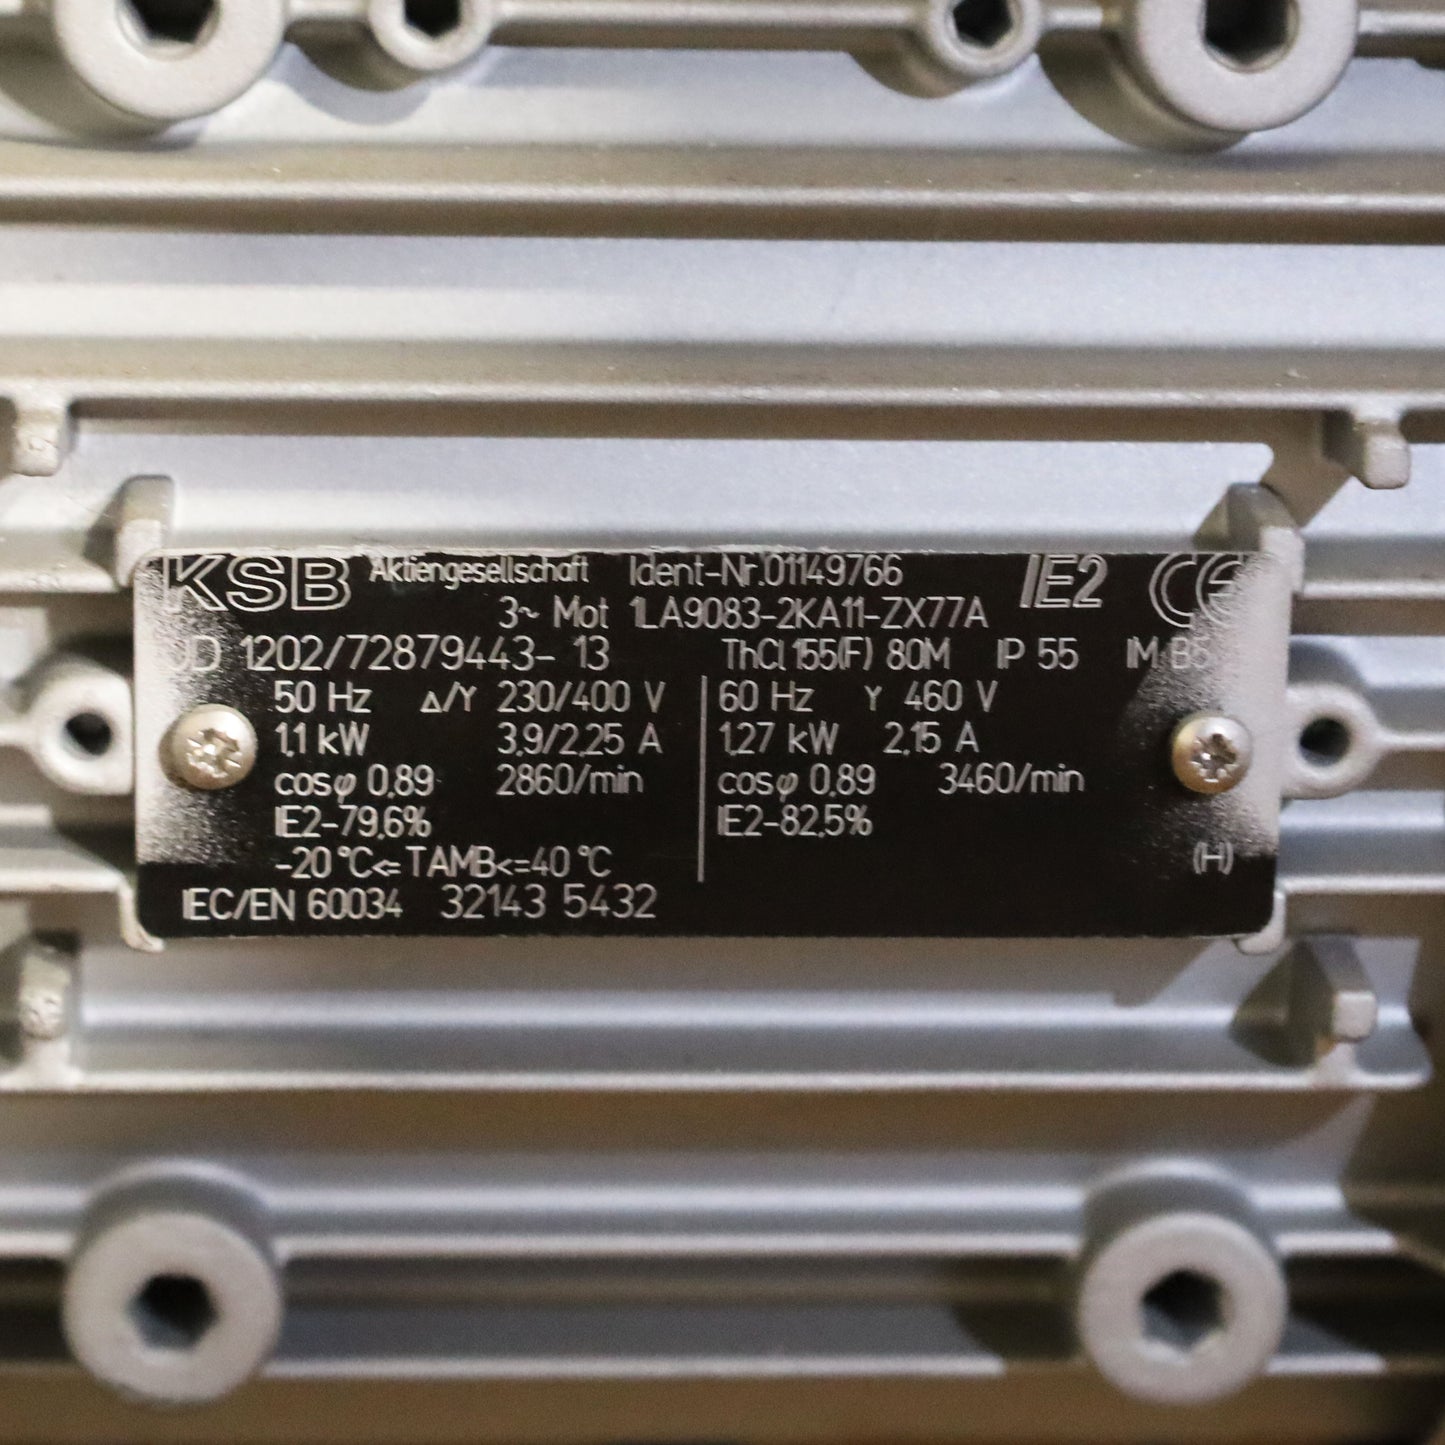 KSB Aktiengesellschaft Ident-Nr.:01149766 IE2 CE
3~ Mot 1LA9083-2KA11-ZX77A
UD 1202/72879443-13 ThCl.155(F) 80M IP 55 IM B5
50 Hz Δ/Y 230/400 V 60 Hz Y 460 V
1,1 kW 3,9/2,25 A 1,27 kW 2,15 A
cosφ 0,89 2860/min cosφ 0,89 3460/min
IE2-79,6% IE2-82,5%
-20 °C<=TAMB<=40 °C (H)
IEC/EN 60034 32143 5432